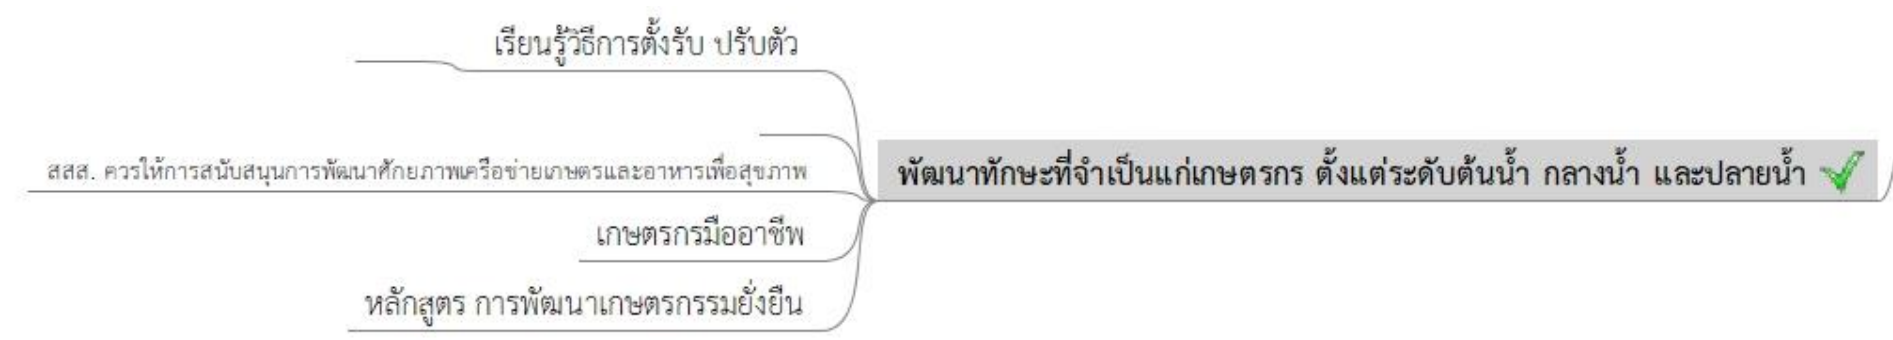 เรียนรู้วิธีการตั้งรับ ปรับตัว
สสส. ควรให้การสนับสนุนการพัฒนาศักยภาพเครือข่ายเกษตรและอาหารเพื่อสุขภาพ
พัฒนาทักษะที่จำเป็นแก่เกษตรกร ตั้งแต่ระดับต้นน้ำ กลางน้ำ และปลายน้ำ
เกษตรกรมืออาชีพ
หลักสูตร การพัฒนาเกษตรกรรมยั่งยืน